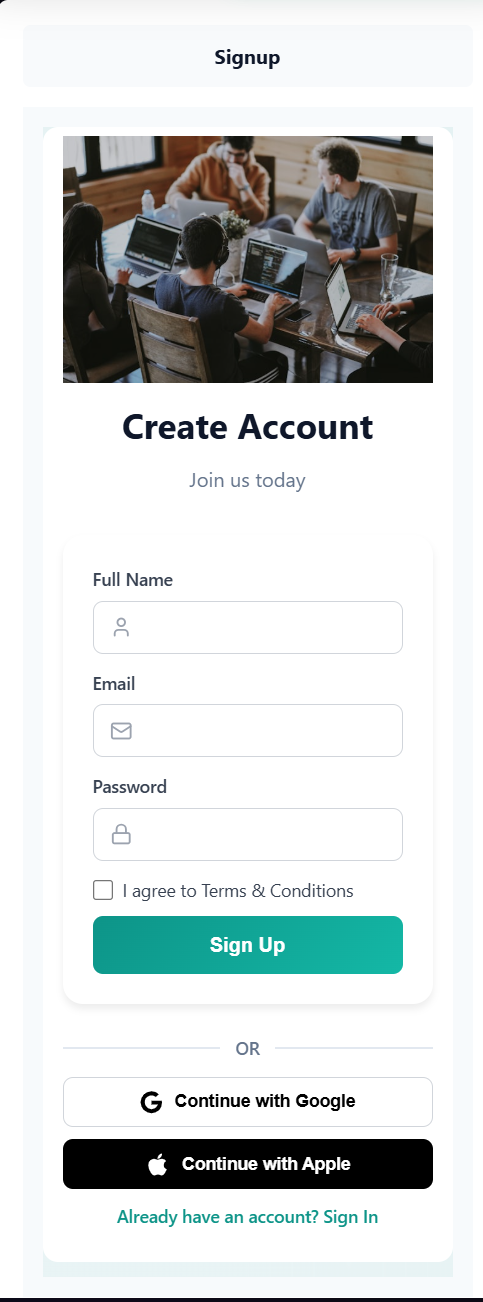 Signup
Create Account
Join us today
Full Name
Email
Password
I agree to Terms & Conditions
Sign Up
OR
Continue with Google
Continue with Apple
Already have an account? Sign In